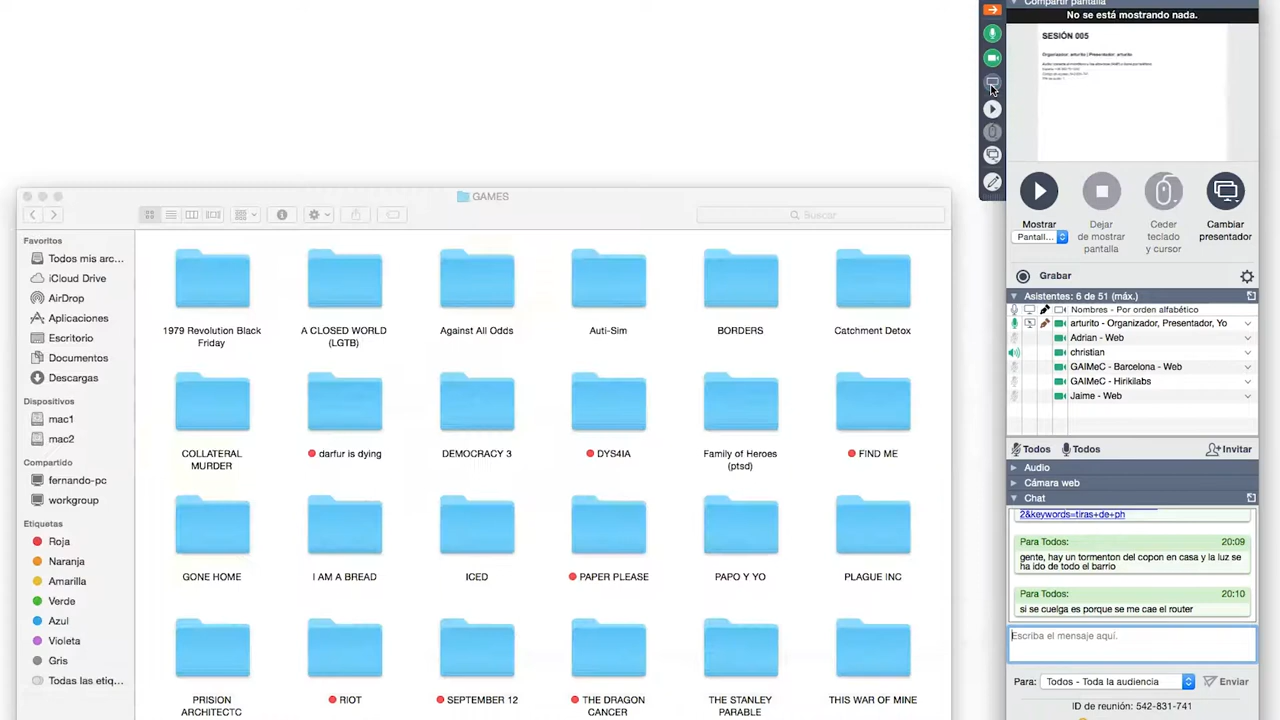 Compartir pantalla
No se está mostrando nada.
SESIÓN 005
Organizador: arturito | Presentador: arturito
Mostrar
Pantall...
Dejar
de mostrar
pantalla
Ceder
teclado
y cursor
Cambiar
presentador
Grabar
Asistentes: 6 de 51 (máx.)
Nombres - Por orden alfabético
arturito - Organizador, Presentador, Yo
Adrian - Web
christian
GAIMeC - Barcelona - Web
GAIMeC - Hirikilabs
Jaime - Web
Todos
Todos
Invitar
Audio
Cámara web
Chat
2&keywords=tiras+de+ph
Para Todos: 20:09
gente, hay un tormenton del copon en casa y la luz se
ha ido de todo el barrio
Para Todos: 20:10
si se cuelga es porque se me cae el router
Escriba el mensaje aquí.
Para: Todos - Toda la audiencia Enviar
ID de reunión: 542-831-741
GAMES
Buscar
Favoritos
Todos mis arc...
iCloud Drive
AirDrop
Aplicaciones
Escritorio
Documentos
Descargas
Dispositivos
mac1
mac2
Compartido
fernando-pc
workgroup
Etiquetas
Roja
Naranja
Amarilla
Verde
Azul
Violeta
Gris
Todas las etiq...
1979 Revolution Black
Friday
A CLOSED WORLD
(LGTB)
Against All Odds
Auti-Sim
BORDERS
Catchment Detox
COLLATERAL
MURDER
darfur is dying
DEMOCRACY 3
DYS4IA
Family of Heroes
(ptsd)
FIND ME
GONE HOME
I AM A BREAD
ICED
PAPER PLEASE
PAPO Y YO
PLAGUE INC
PRISION
ARCHITECTC
RIOT
SEPTEMBER 12
THE DRAGON
CANCER
THE STANLEY
PARABLE
THIS WAR OF MINE